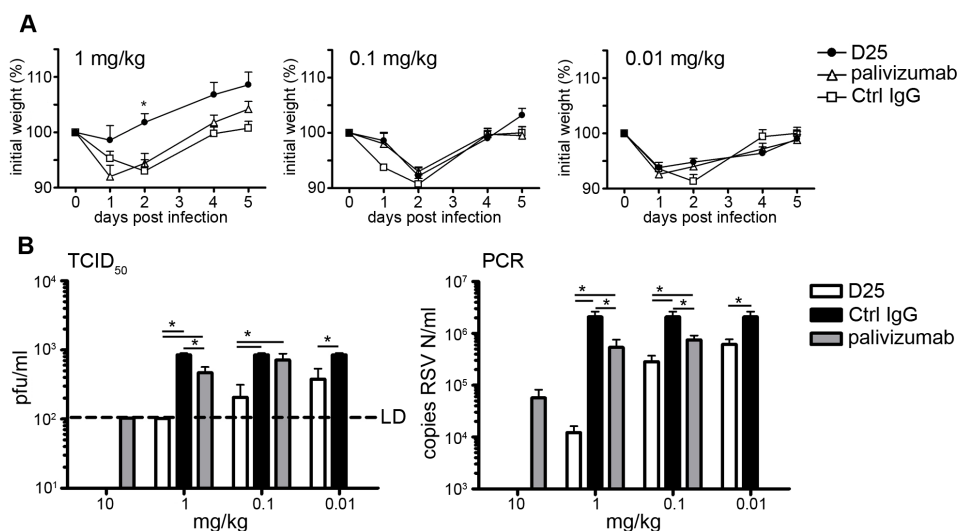 A
1 mg/kg
0.1 mg/kg
0.01 mg/kg
initial weight (%)
110
100
90
0 1 2 3 4 5
days post infection
initial weight (%)
110
100
90
0 1 2 3 4 5
days post infection
initial weight (%)
110
100
90
0 1 2 3 4 5
days post infection
*
D25
palivizumab
Ctrl IgG
B
TCID50
pfu/ml
10^4
10^3
10^2
10^1
* * * *
LD
10 1 0.1 0.01
mg/kg
PCR
copies RSV N/ml
10^7
10^6
10^5
10^4
10^3
* * * * *
10 1 0.1 0.01
mg/kg
D25
Ctrl IgG
palivizumab